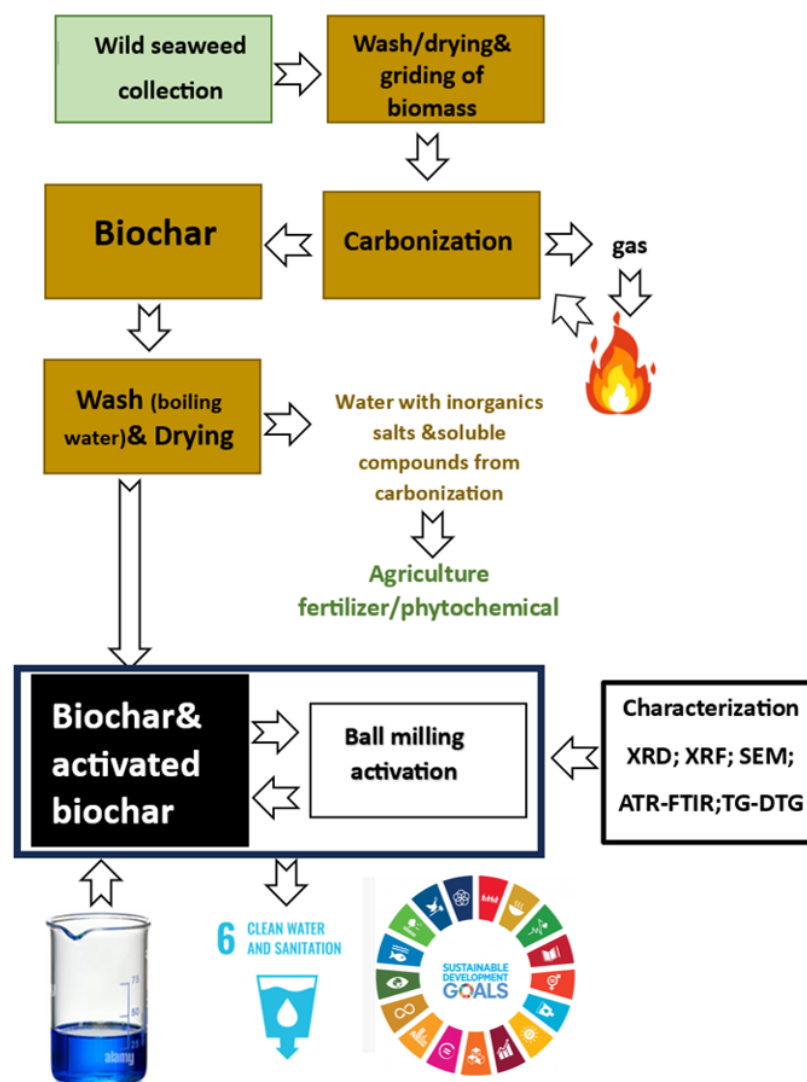 Wild seaweed
collection
Wash/drying&
griding of
biomass
Biochar
Carbonization
gas
Wash (boiling
water)& Drying
Water with inorganics
salts &soluble
compounds from
carbonization
Agriculture
fertilizer/phytochemical
Biochar&
activated
biochar
Ball milling
activation
Characterization
XRD; XRF; SEM;
ATR-FTIR;TG-DTG
75
50
25
alamy
6 CLEAN WATER
AND SANITATION
SUSTAINABLE
DEVELOPMENT
GOALS